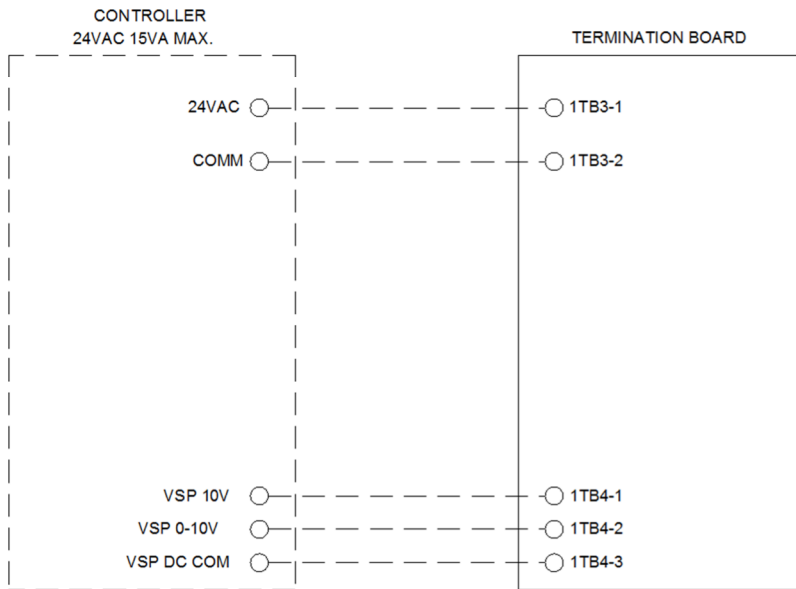 CONTROLLER
24VAC 15VA MAX.
TERMINATION BOARD
24VAC 1TB3-1
COMM 1TB3-2
VSP 10V 1TB4-1
VSP 0-10V 1TB4-2
VSP DC COM 1TB4-3